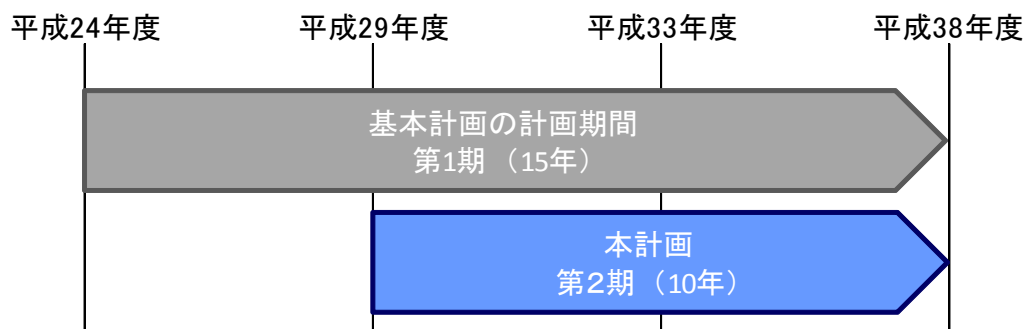 平成24年度 平成29年度 平成33年度 平成38年度
基本計画の計画期間
第1期 （15年）
本計画
第２期 （10年）